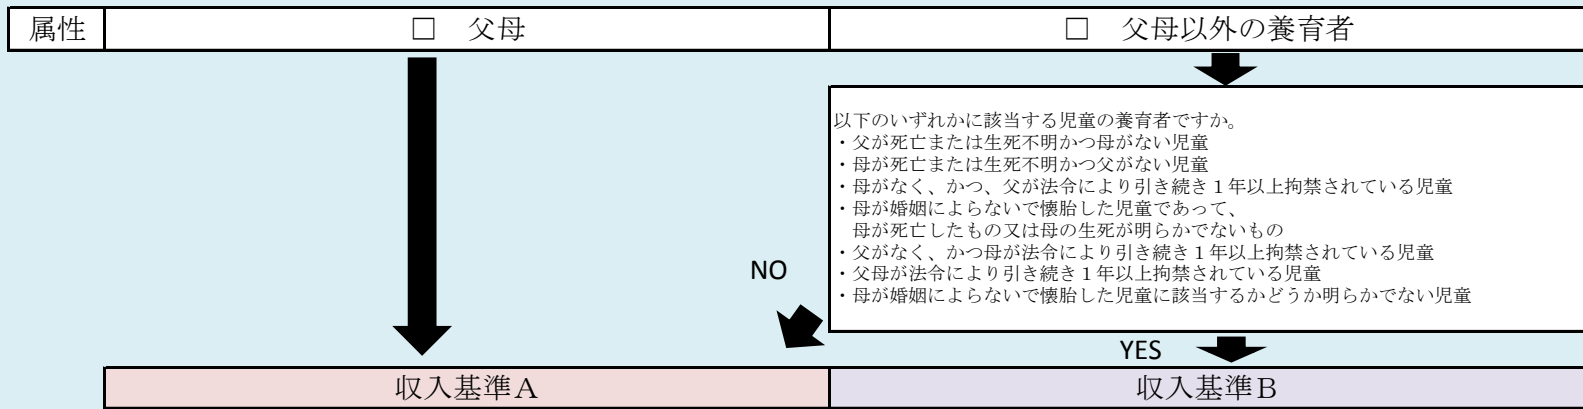 属性
□ 父母
□ 父母以外の養育者
以下のいずれかに該当する児童の養育者ですか。
・父が死亡または生死不明かつ母がない児童
・母が死亡または生死不明かつ父がない児童
・母がなく、かつ、父が法令により引き続き１年以上拘禁されている児童
・母が婚姻によらないで懐胎した児童であって、
　母が死亡したもの又は母の生死が明らかでないもの
・父がなく、かつ母が法令により引き続き１年以上拘禁されている児童
・父母が法令により引き続き１年以上拘禁されている児童
・母が婚姻によらないで懐胎した児童に該当するかどうか明らかでない児童
NO
YES
収入基準Ａ
収入基準Ｂ